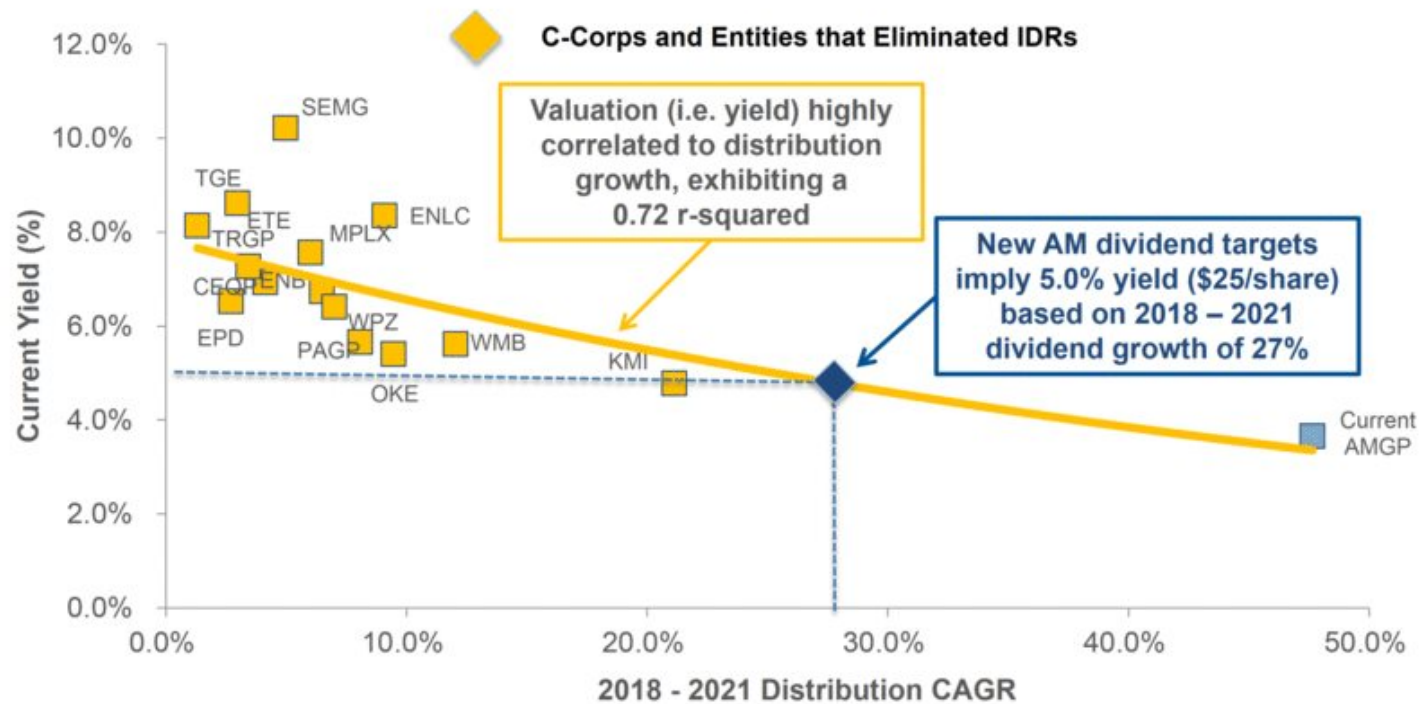 C-Corps and Entities that Eliminated IDRs
12.0%
10.0%
8.0%
6.0%
4.0%
2.0%
0.0%
Current Yield (%)
SEMG
TGE
ETE
ENLC
TRGP
MPLX
CEQP
ENB
EPD
WPZ
PAGP
WMB
OKE
KMI
Current
AMGP
Valuation (i.e. yield) highly
correlated to distribution
growth, exhibiting a
0.72 r-squared
New AM dividend targets
imply 5.0% yield ($25/share)
based on 2018 – 2021
dividend growth of 27%
0.0%
10.0%
20.0%
30.0%
40.0%
50.0%
2018 - 2021 Distribution CAGR